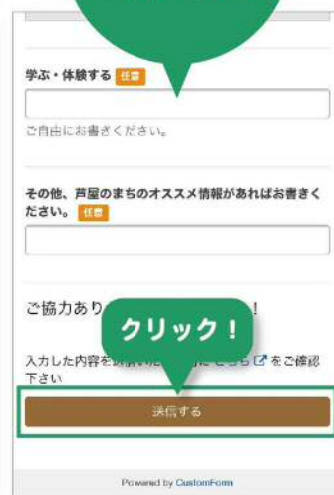 学ぶ・体験する 任意
ご自由にお書きください。
その他、芦屋のまちのオススメ情報があればお書きく
ださい。 任意
ご協力あり
！
クリック！
入力した内容を
こちら をご確認
下さい
送信する
Powered by CustomForm